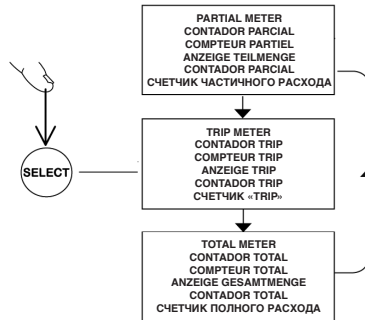 PARTIAL METER
CONTADOR PARCIAL
COMPTEUR PARTIEL
ANZEIGE TEILMENGE
CONTADOR PARCIAL
СЧЕТЧИК ЧАСТИЧНОГО РАСХОДА
SELECT
TRIP METER
CONTADOR TRIP
COMPTEUR TRIP
ANZEIGE TRIP
CONTADOR TRIP
СЧЕТЧИК «TRIP»
TOTAL METER
CONTADOR TOTAL
COMPTEUR TOTAL
ANZEIGE GESAMTMENGE
CONTADOR TOTAL
СЧЕТЧИК ПОЛНОГО РАСХОДА